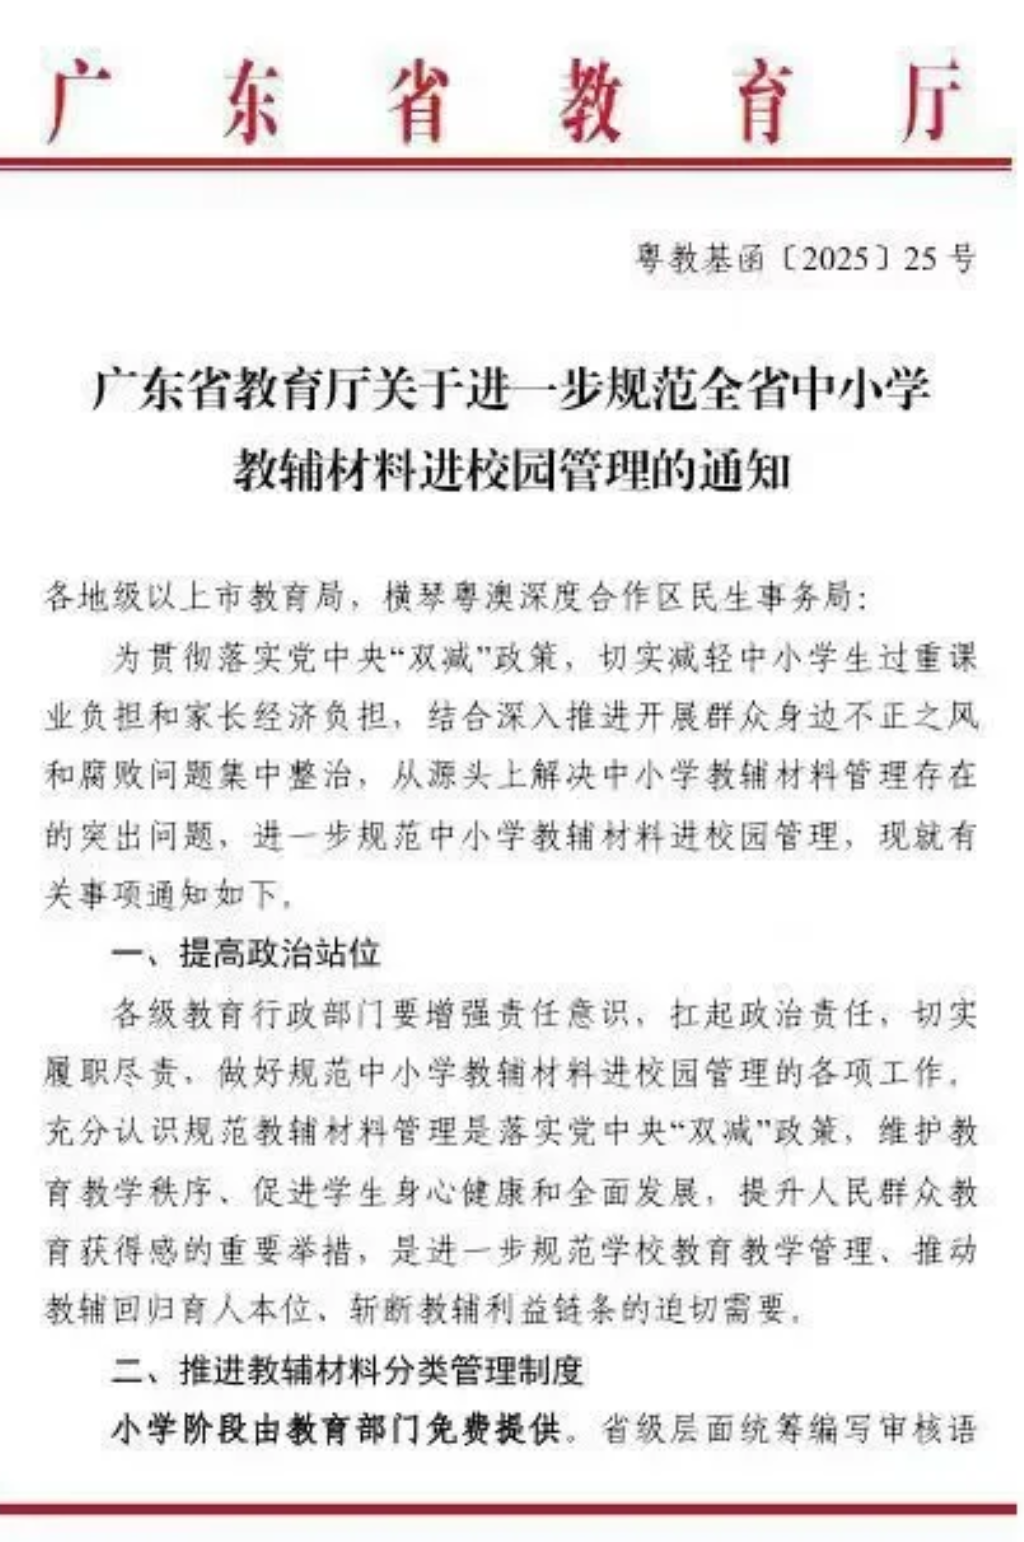 广东省教育厅
粤教基函〔2025〕25号
广东省教育厅关于进一步规范全省中小学
教辅材料进校园管理的通知
各地级以上市教育局，横琴粤澳深度合作区民生事务局：
为贯彻落实党中央“双减”政策，切实减轻中小学生过重课
业负担和家长经济负担，结合深入推进开展群众身边不正之风
和腐败问题集中整治，从源头上解决中小学教辅材料管理存在
的突出问题，进一步规范中小学教辅材料进校园管理，现就有
关事项通知如下。
一、提高政治站位
各级教育行政部门要增强责任意识，扛起政治责任，切实
履职尽责，做好规范中小学教辅材料进校园管理的各项工作。
充分认识规范教辅材料管理是落实党中央“双减”政策，维护教
育教学秩序、促进学生身心健康和全面发展，提升人民群众教
育获得感的重要举措，是进一步规范学校教育教学管理、推动
教辅回归育人本位、斩断教辅利益链条的迫切需要。
二、推进教辅材料分类管理制度
小学阶段由教育部门免费提供。省级层面统筹编写审核语